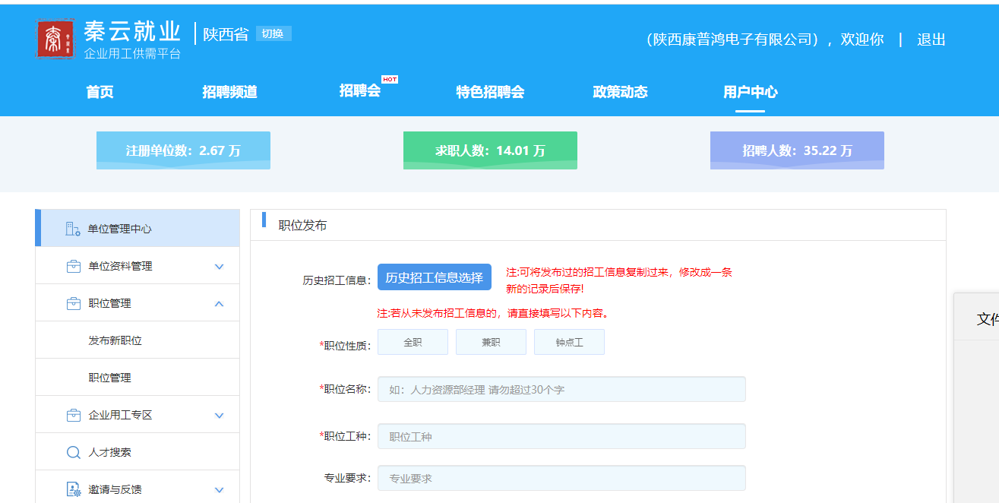 秦云就业
企业用工供需平台
陕西省 切换
（陕西康普鸿电子有限公司），欢迎你 | 退出
首页 招聘频道 招聘会 HOT 特色招聘会 政策动态 用户中心
注册单位数：2.67 万
求职人数：14.01 万
招聘人数：35.22 万
单位管理中心
单位资料管理
职位管理
发布新职位
职位管理
企业用工专区
人才搜索
邀请与反馈
职位发布
历史招工信息： 历史招工信息选择
注:可将发布过的招工信息复制过来，修改成一条
新的记录后保存!
注:若从未发布招工信息的，请直接填写以下内容。
*职位性质： 全职 兼职 钟点工
*职位名称： 如：人力资源部经理 请勿超过30个字
*职位工种： 职位工种
专业要求： 专业要求
文件